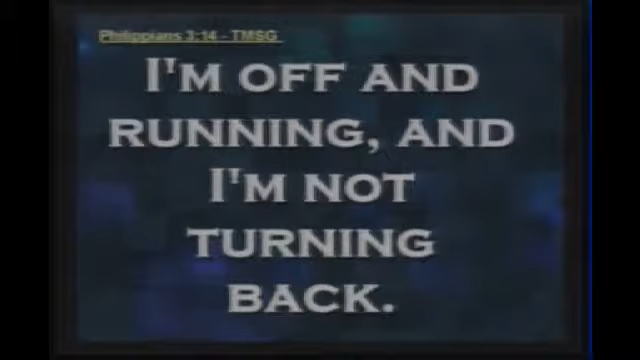 Philippians 3:14 - TMSG
I'M OFF AND
RUNNING, AND
I'M NOT
TURNING
BACK.